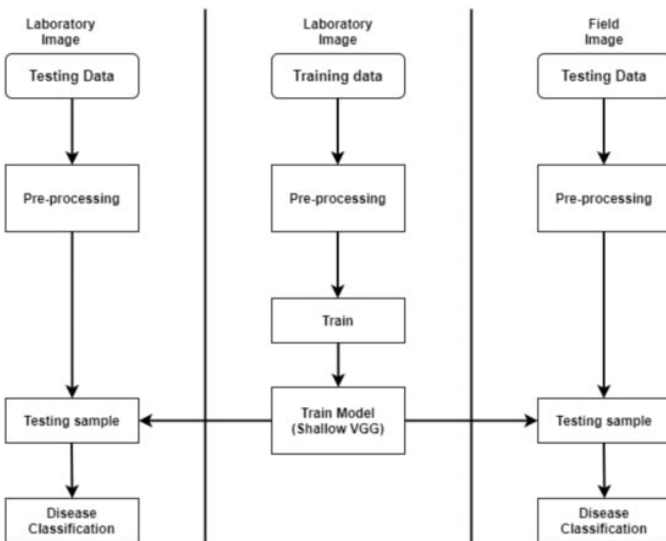 Laboratory
Image
Testing Data
Pre-processing
Testing sample
Disease
Classification
Laboratory
Image
Training data
Pre-processing
Train
Train Model
(Shallow VGG)
Field
Image
Testing Data
Pre-processing
Testing sample
Disease
Classification